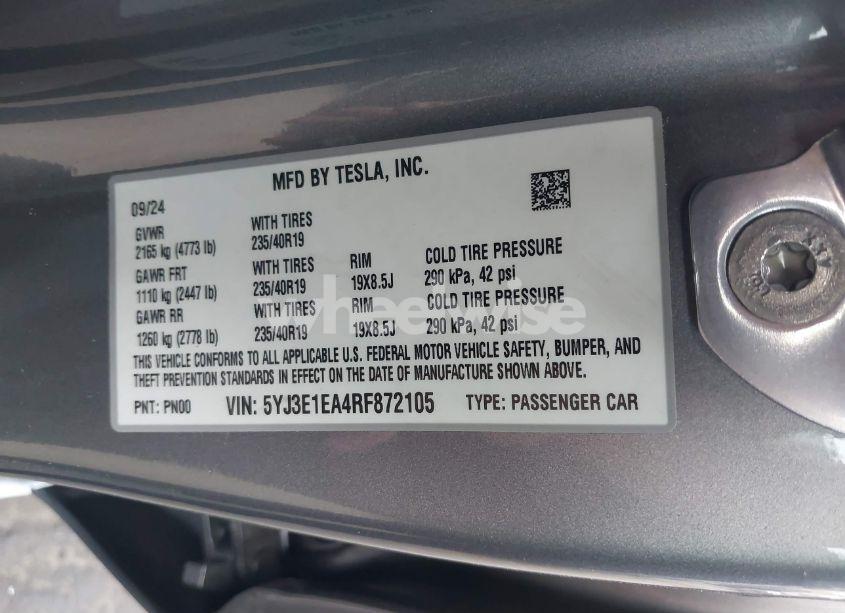 MFD BY TESLA, INC.
09/24
GVWR
2165 kg (4773 lb)
WITH TIRES
235/40R19
GAWR FRT
1110 kg (2447 lb)
WITH TIRES
235/40R19
RIM
19X8.5J
COLD TIRE PRESSURE
290 kPa, 42 psi
GAWR RR
1260 kg (2778 lb)
WITH TIRES
235/40R19
RIM
19X8.5J
COLD TIRE PRESSURE
290 kPa, 42 psi
wheelwise
THIS VEHICLE CONFORMS TO ALL APPLICABLE U.S. FEDERAL MOTOR VEHICLE SAFETY, BUMPER, AND
THEFT PREVENTION STANDARDS IN EFFECT ON THE DATE OF MANUFACTURE SHOWN ABOVE.
PNT: PN00 VIN: 5YJ3E1EA4RF872105 TYPE: PASSENGER CAR